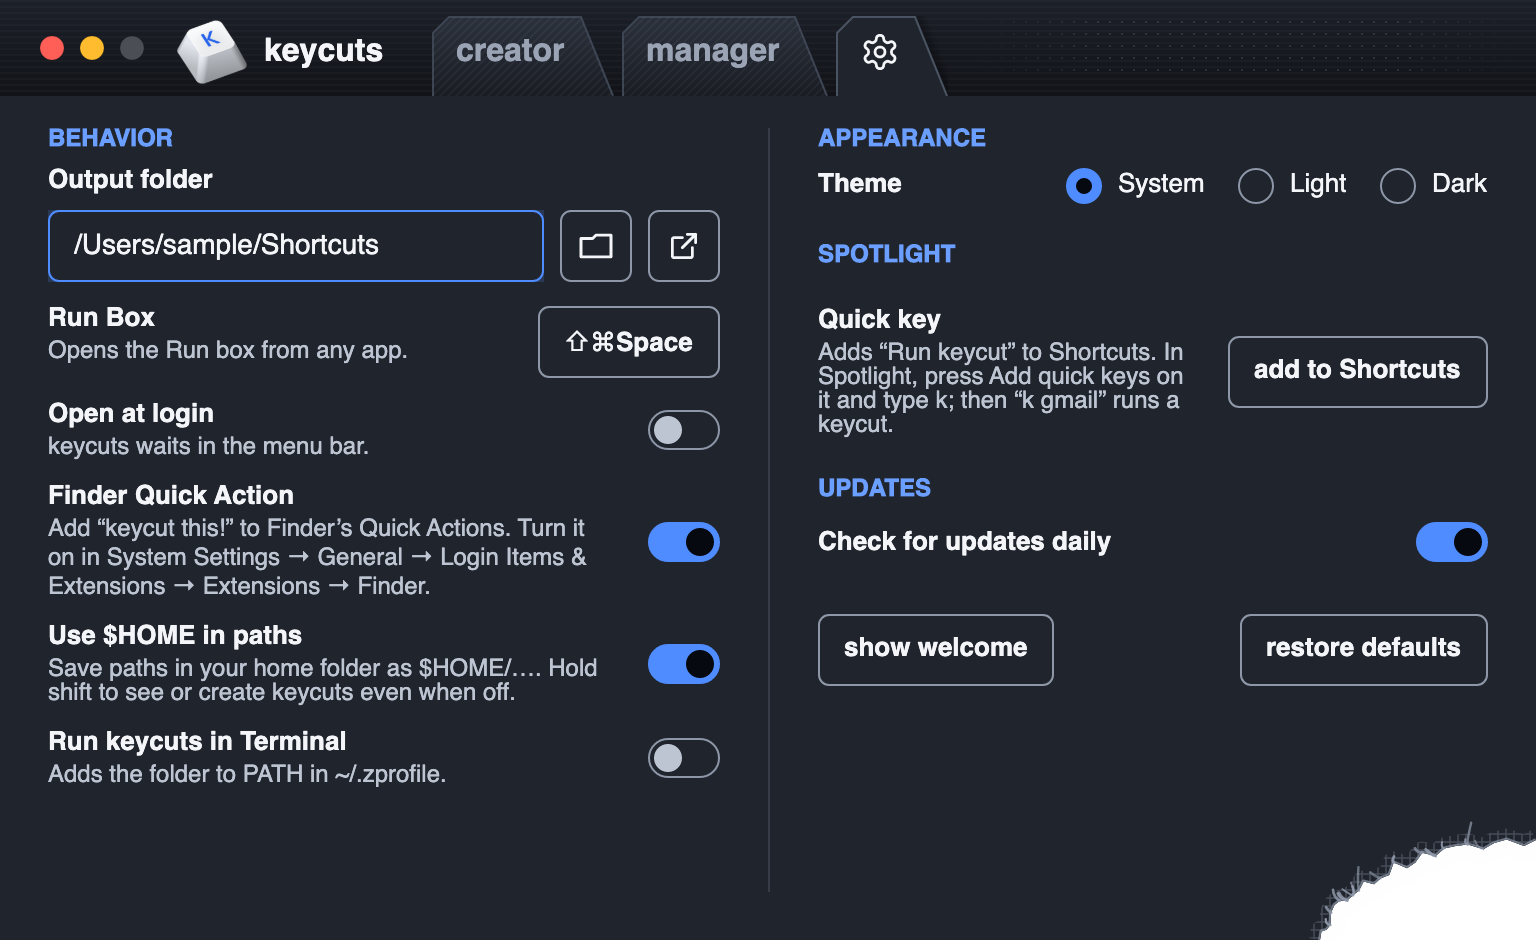 keycuts
creator
manager
BEHAVIOR
Output folder
/Users/sample/Shortcuts
Run Box
Opens the Run box from any app.
⇧⌘Space
Open at login
keycuts waits in the menu bar.
Finder Quick Action
Add “keycut this!” to Finder’s Quick Actions. Turn it
on in System Settings → General → Login Items &
Extensions → Extensions → Finder.
Use $HOME in paths
Save paths in your home folder as $HOME/…. Hold
shift to see or create keycuts even when off.
Run keycuts in Terminal
Adds the folder to PATH in ~/.zprofile.
APPEARANCE
Theme
System
Light
Dark
SPOTLIGHT
Quick key
Adds “Run keycut” to Shortcuts. In
Spotlight, press Add quick keys on
it and type k; then “k gmail” runs a
keycut.
add to Shortcuts
UPDATES
Check for updates daily
show welcome
restore defaults